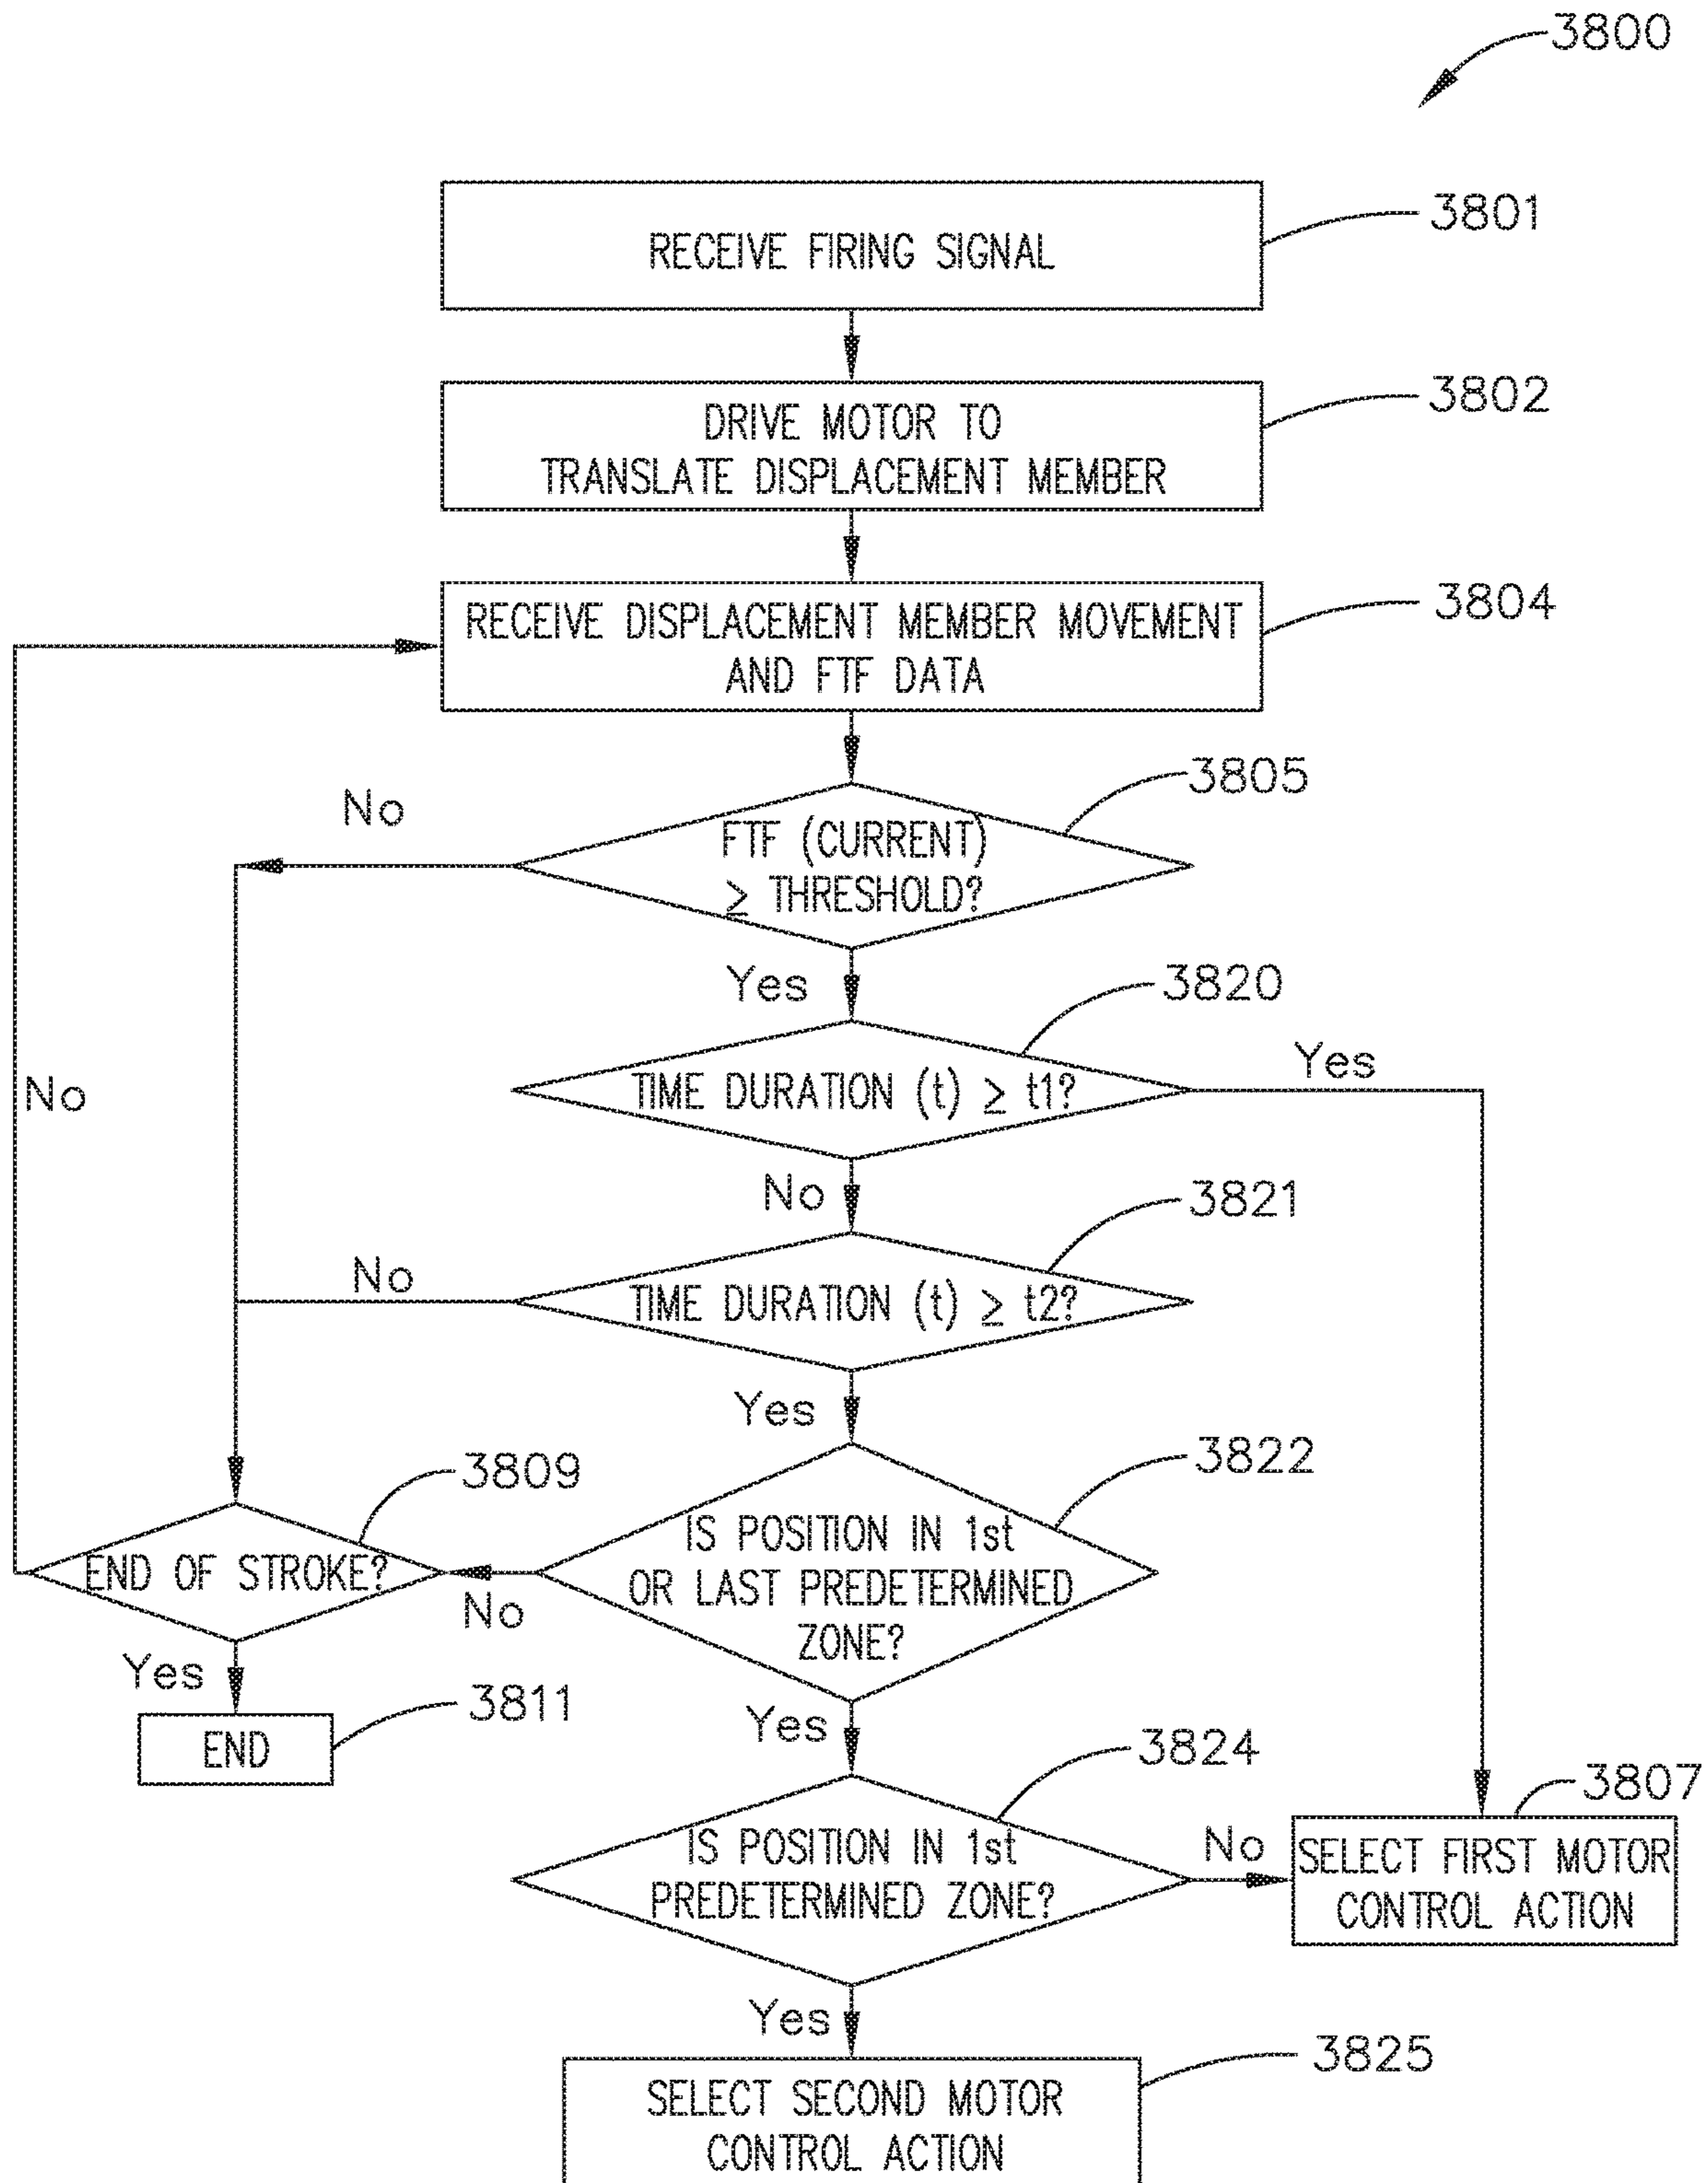 3800
RECEIVE FIRING SIGNAL
3801
DRIVE MOTOR TO
TRANSLATE DISPLACEMENT MEMBER
3802
RECEIVE DISPLACEMENT MEMBER MOVEMENT
AND FTF DATA
3804
FTF (CURRENT)
≥ THRESHOLD?
3805
No
Yes
TIME DURATION (t) ≥ t1?
3820
Yes
No
No
TIME DURATION (t) ≥ t2?
3821
No
Yes
IS POSITION IN 1st
OR LAST PREDETERMINED
ZONE?
3822
END OF STROKE?
3809
No
Yes
END
3811
Yes
IS POSITION IN 1st
PREDETERMINED ZONE?
3824
No
SELECT FIRST MOTOR
CONTROL ACTION
3807
Yes
SELECT SECOND MOTOR
CONTROL ACTION
3825